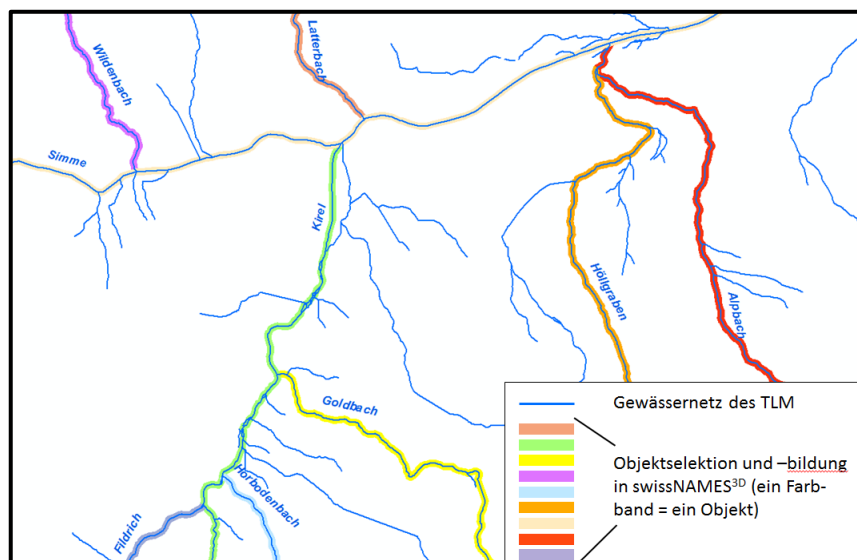 Wildenbach
Latterbach
Simme
Kirel
Höllgraben
Alpbach
Goldbach
Horbodenbach
Fildrich
Gewässernetz des TLM
Objektselektion und –bildung
in swissNAMES3D (ein Farb-
band = ein Objekt)